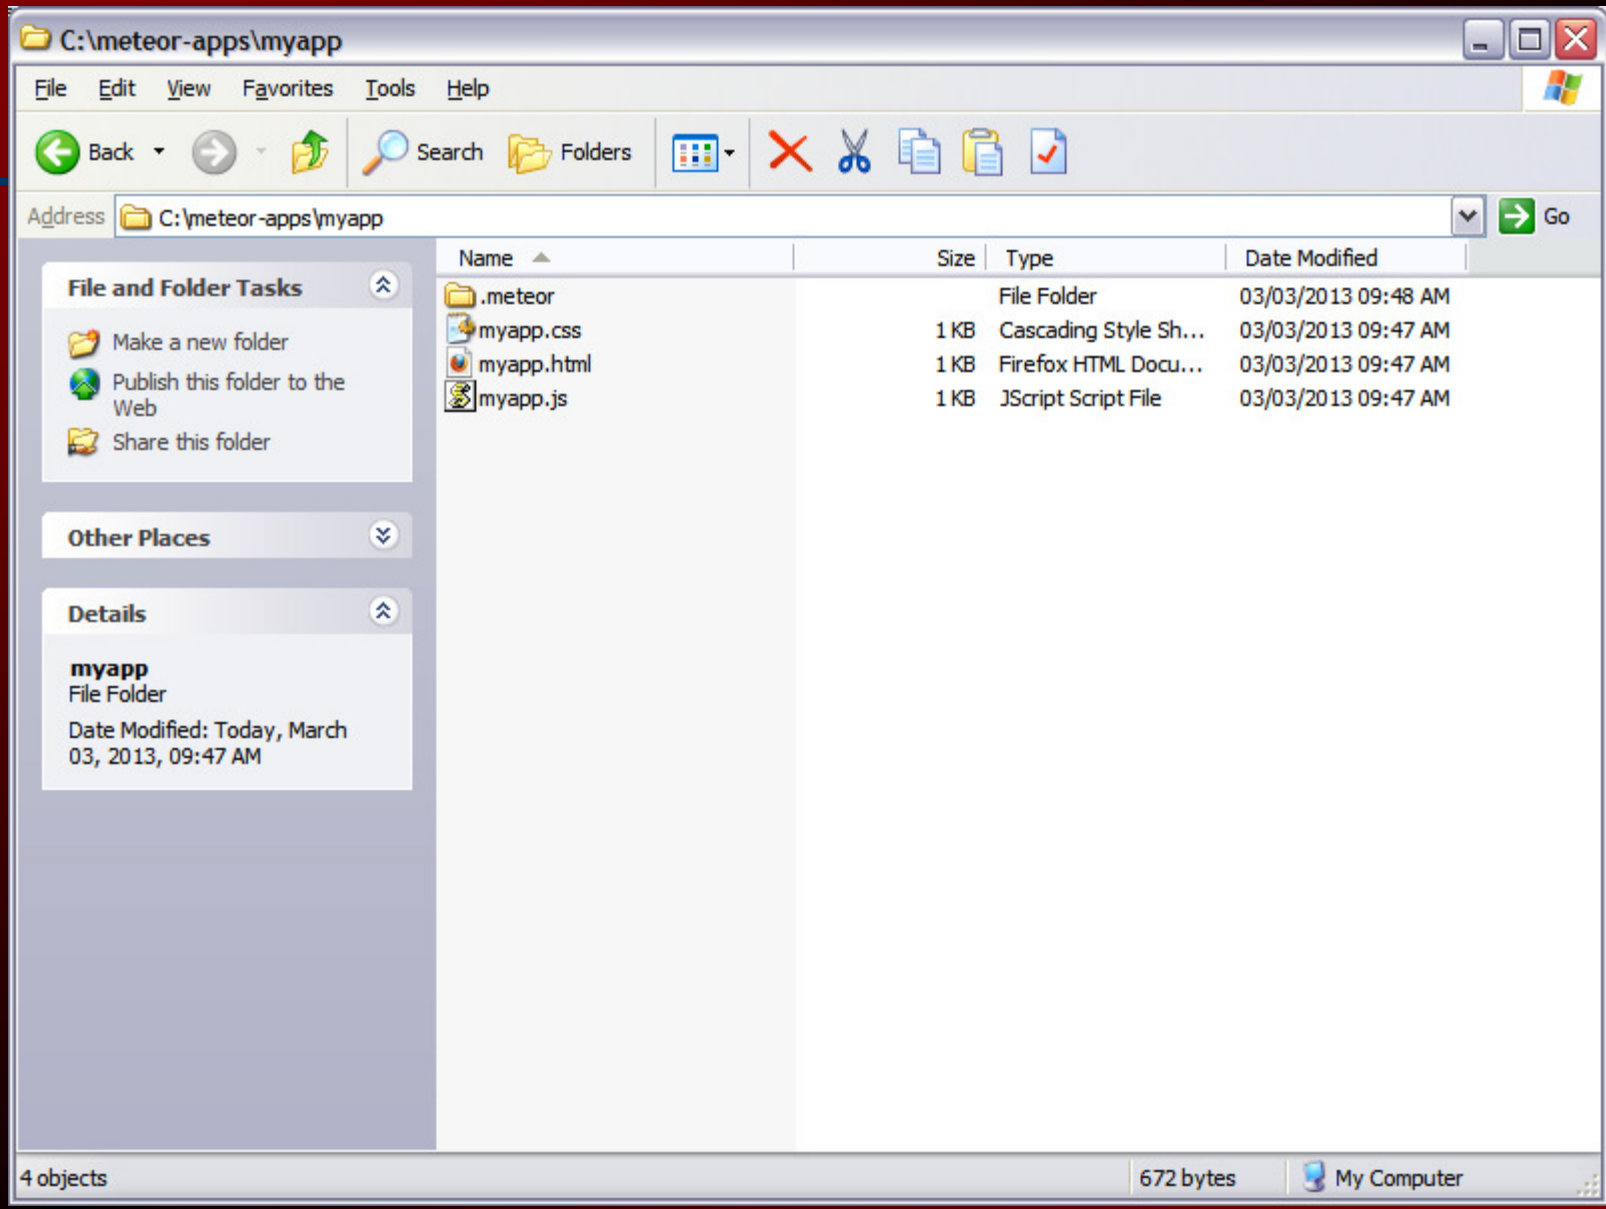 C:\meteor-apps\myapp
File Edit View Favorites Tools Help
Back Search Folders
Address C:\meteor-apps\myapp Go
File and Folder Tasks
Make a new folder
Publish this folder to the
Web
Share this folder
Other Places
Details
myapp
File Folder
Date Modified: Today, March
03, 2013, 09:47 AM
Name Size Type Date Modified
.meteor File Folder 03/03/2013 09:48 AM
myapp.css 1 KB Cascading Style Sh... 03/03/2013 09:47 AM
myapp.html 1 KB Firefox HTML Docu... 03/03/2013 09:47 AM
myapp.js 1 KB JScript Script File 03/03/2013 09:47 AM
4 objects 672 bytes My Computer